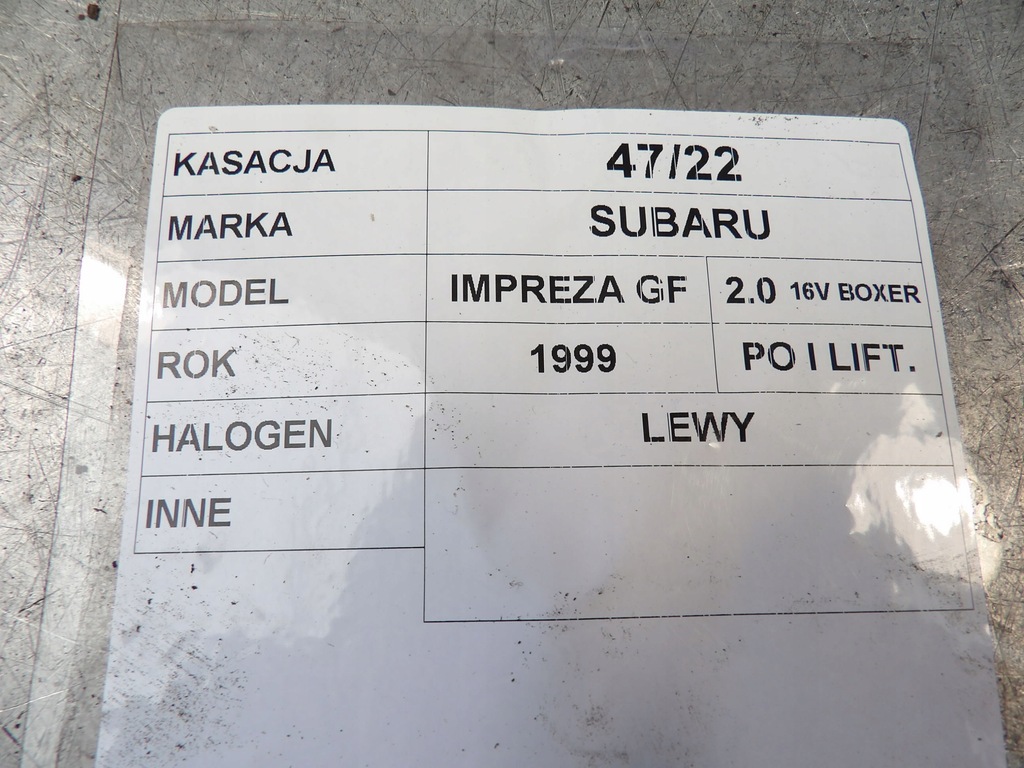 KASACJA 47/22
MARKA SUBARU
MODEL IMPREZA GF 2.0 16V BOXER
ROK 1999 PO I LIFT.
HALOGEN LEWY
INNE